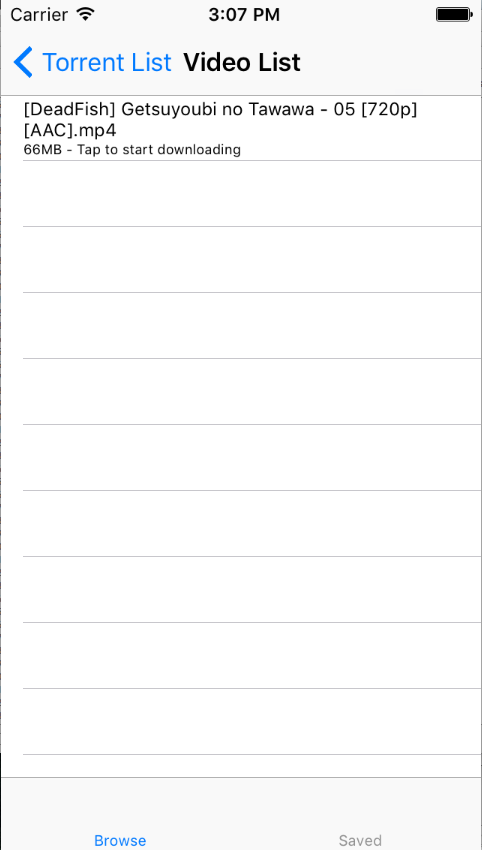 Carrier 3:07 PM
Torrent List Video List
[DeadFish] Getsuyoubi no Tawawa - 05 [720p]
[AAC].mp4
66MB - Tap to start downloading
Browse Saved